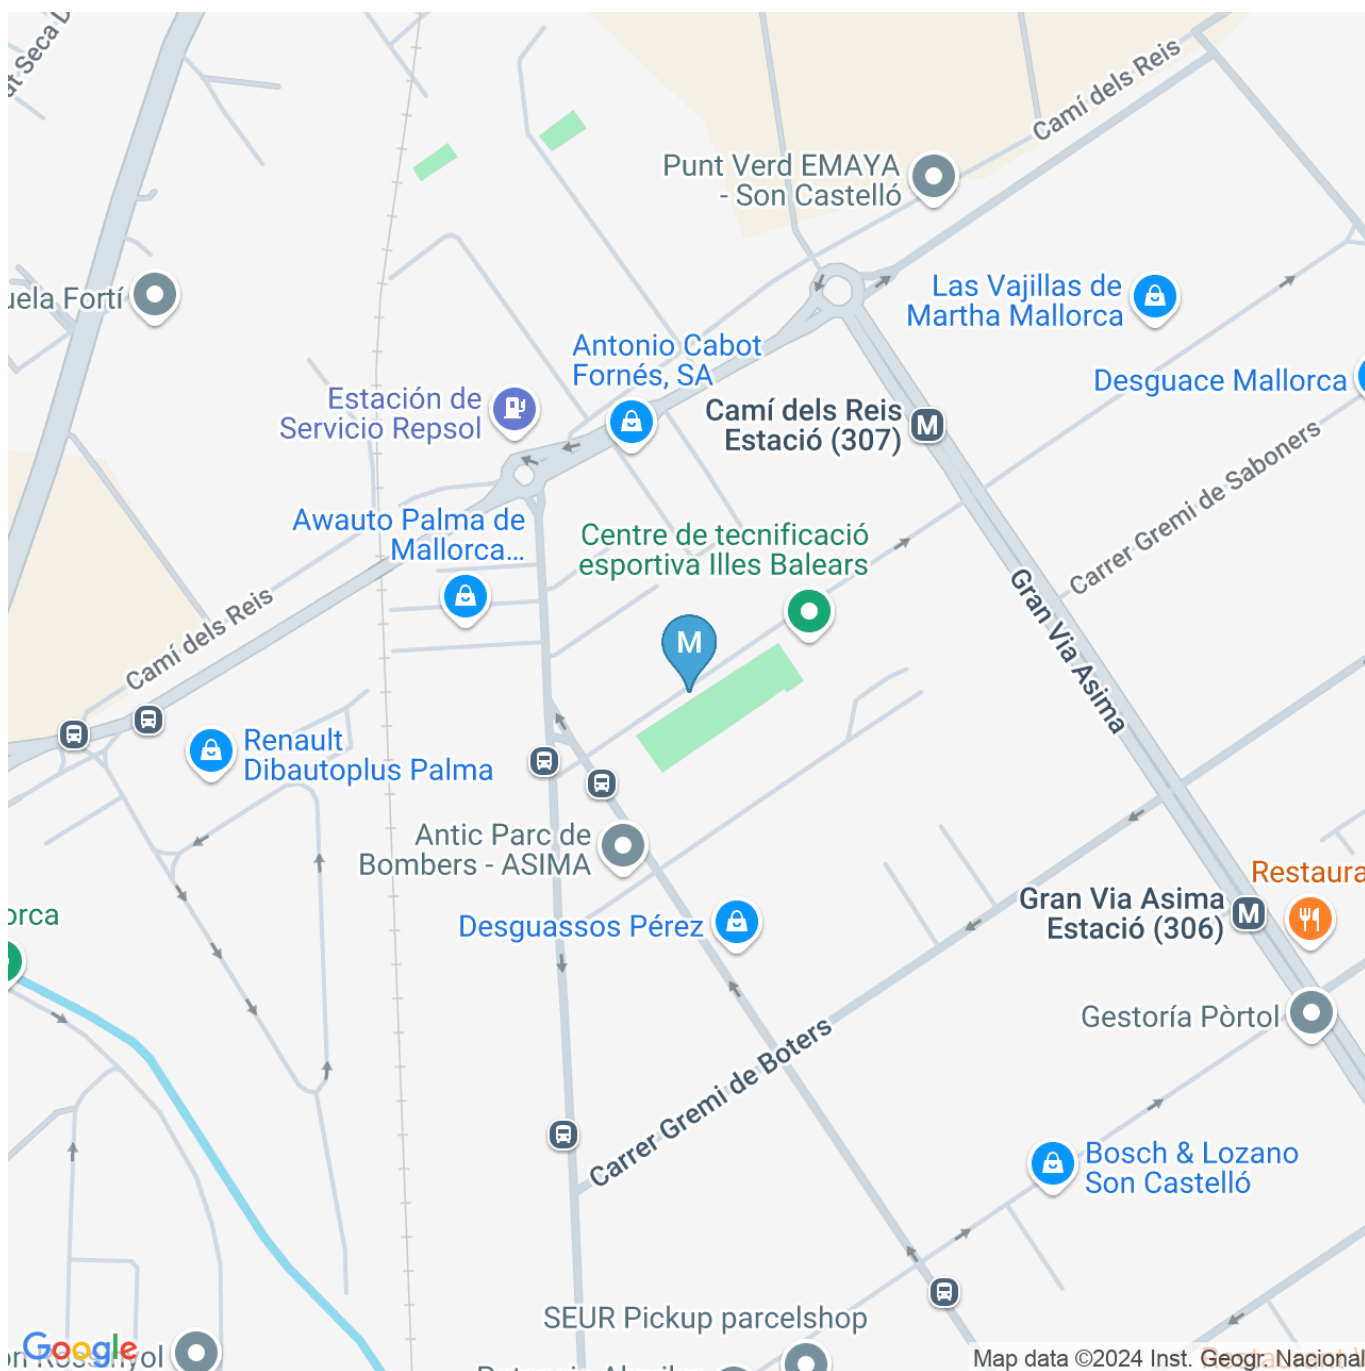 Camí dels Reis
Punt Verd EMAYA
- Son Castelló
uela Fortí
Las Vajillas de
Martha Mallorca
Antonio Cabot
Fornés, SA
Desguace Mallorca
Estación de
Servicio Repsol
Camí dels Reis
Estació (307)
M
Carrer Gremi de Saboners
Awauto Palma de
Mallorca...
Centre de tecnificació
esportiva Illes Balears
Gran Via Asima
M
Camí dels Reis
Renault
Dibautoplus Palma
Antic Parc de
Bombers - ASIMA
Restaura
Gran Via Asima
Estació (306)
M
orca
Desguassos Pérez
Gestoría Pòrtol
Carrer Gremi de Boters
Bosch & Lozano
Son Castelló
SEUR Pickup parcelshop
Google
Map data ©2024 Inst. Geogr. Nacional